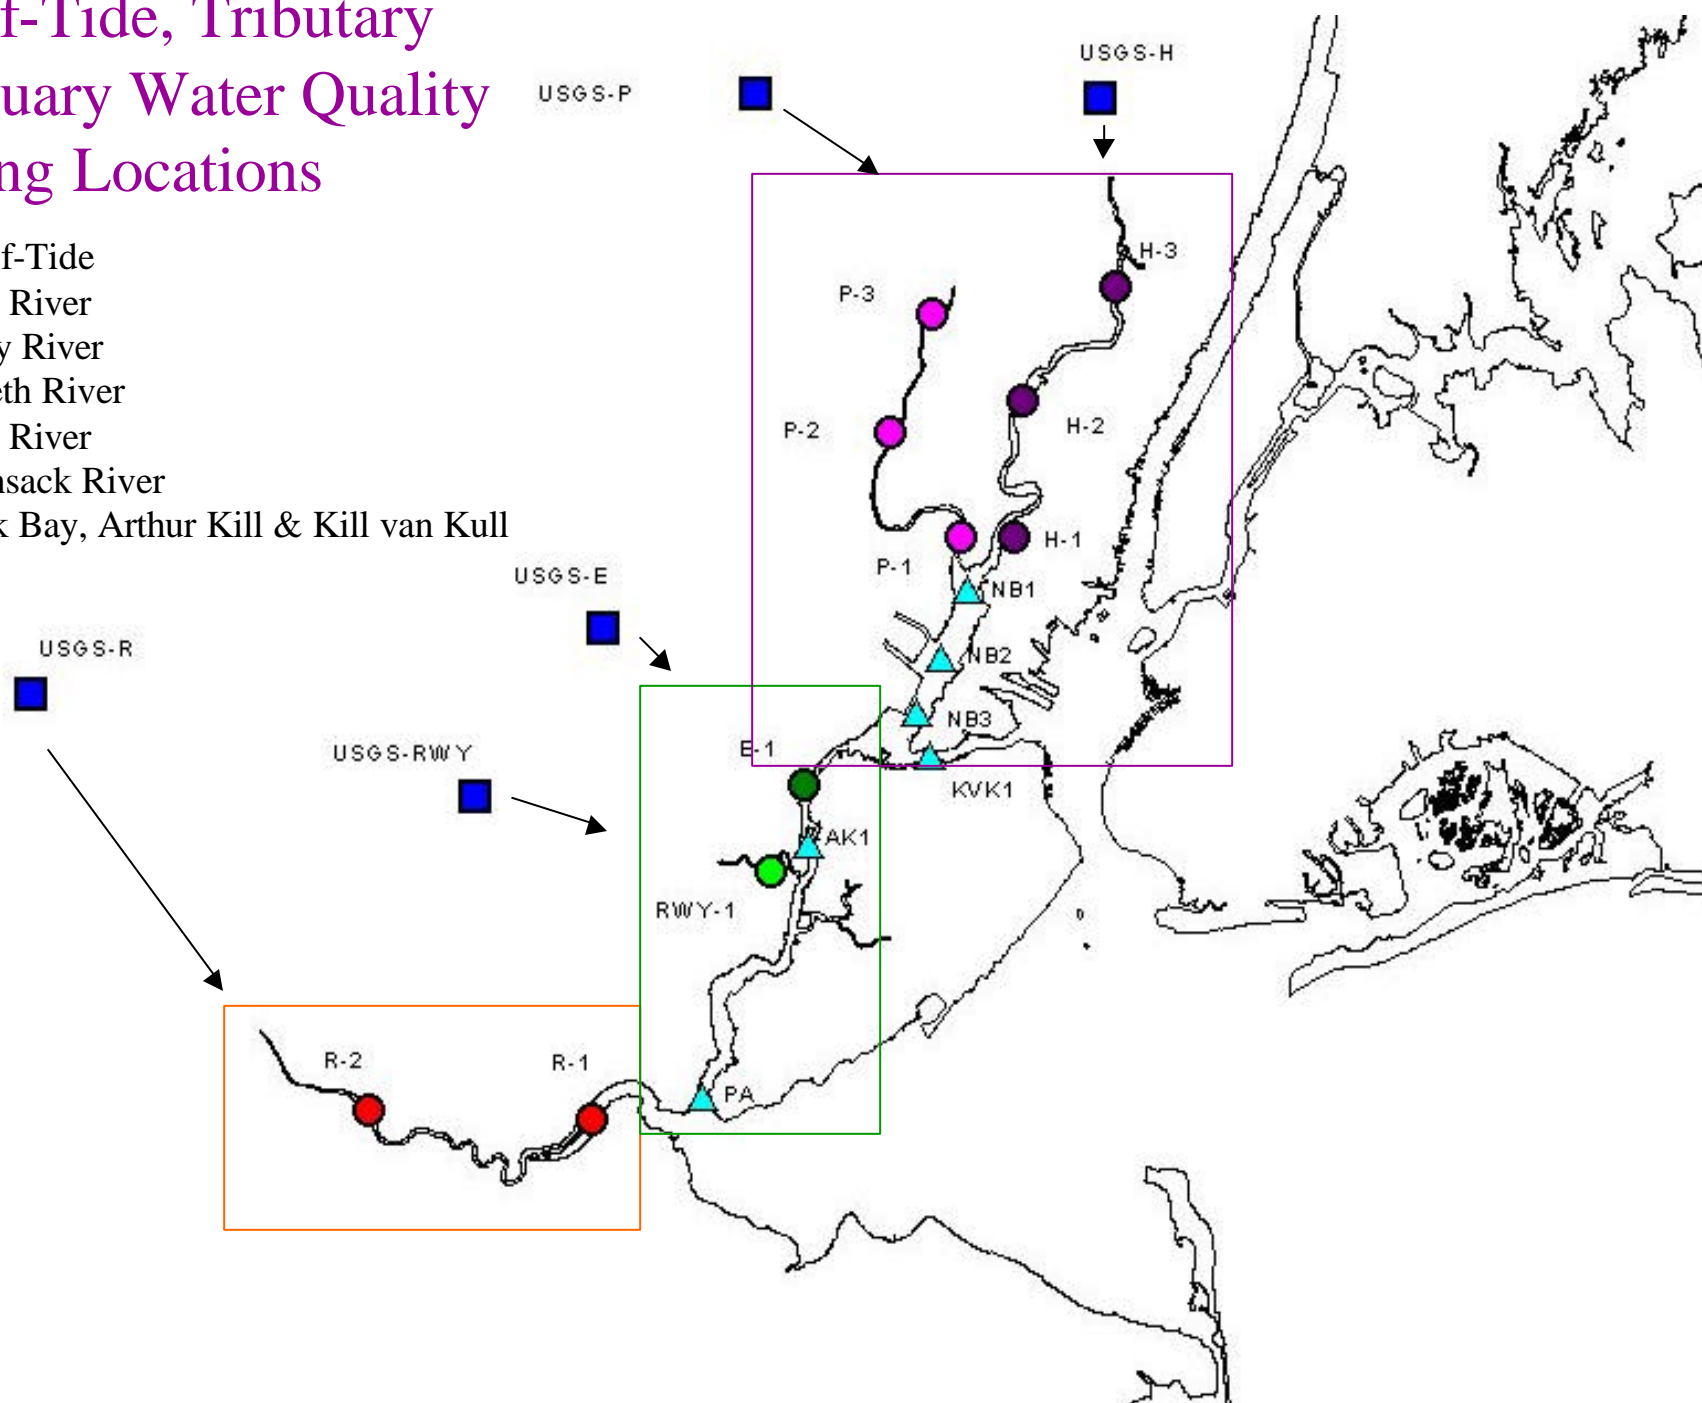 f-Tide, Tributary
uary Water Quality
ng Locations
f-Tide
River
y River
eth River
River
nsack River
k Bay, Arthur Kill & Kill van Kull
USGS-P
USGS-H
H-3
P-3
P-2
H-2
H-1
P-1
NB1
USGS-E
USGS-R
NB2
NB3
USGS-RWY
E-1
KVK1
AK1
RWY-1
R-2
R-1
PA